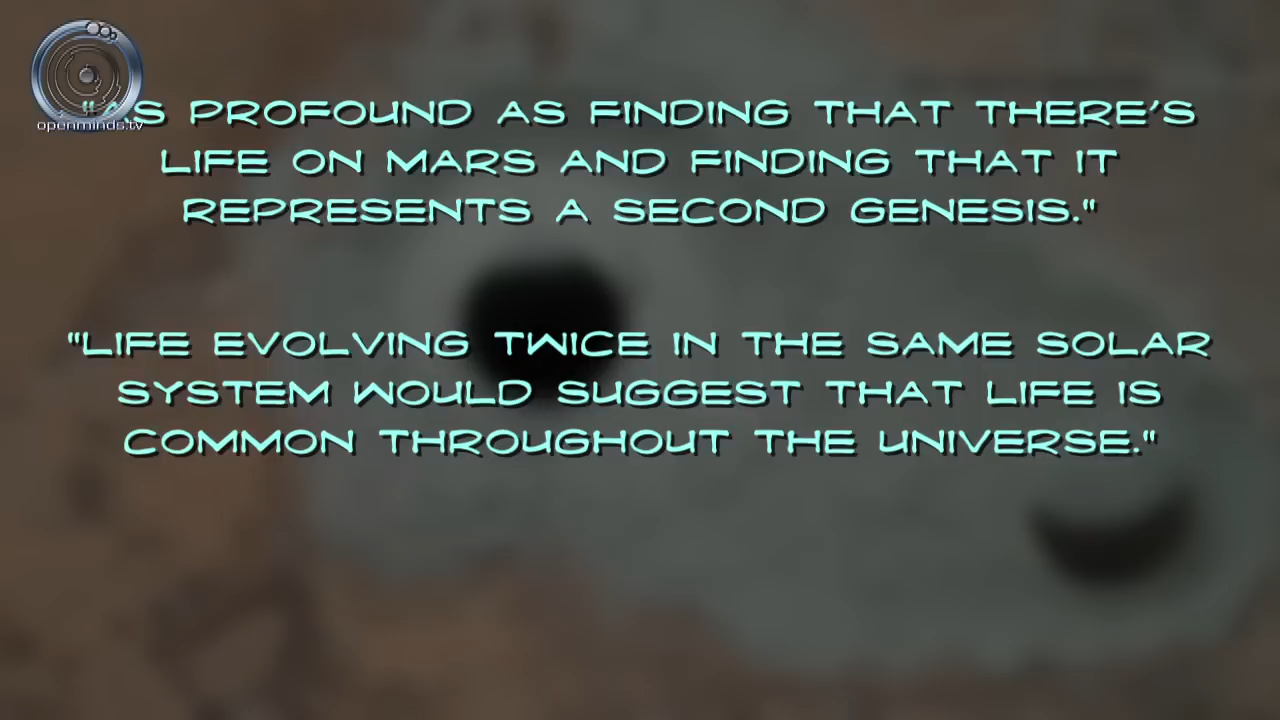 "AS PROFOUND AS FINDING THAT THERE'S
openminds.tv
LIFE ON MARS AND FINDING THAT IT
REPRESENTS A SECOND GENESIS."
"LIFE EVOLVING TWICE IN THE SAME SOLAR
SYSTEM WOULD SUGGEST THAT LIFE IS
COMMON THROUGHOUT THE UNIVERSE."